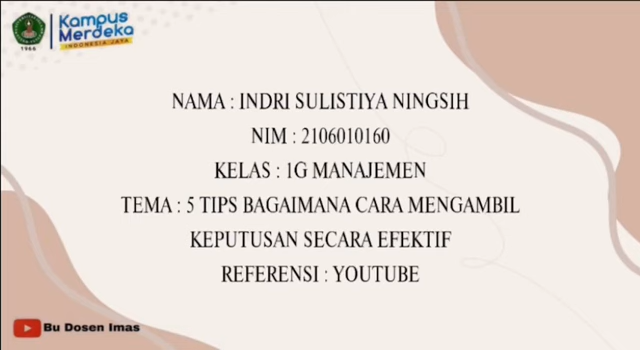 1966
Kampus
Merdeka
INDONESIA JAYA
NAMA : INDRI SULISTIYA NINGSIH
NIM : 2106010160
KELAS : 1G MANAJEMEN
TEMA : 5 TIPS BAGAIMANA CARA MENGAMBIL
KEPUTUSAN SECARA EFEKTIF
REFERENSI : YOUTUBE
Bu Dosen Imas